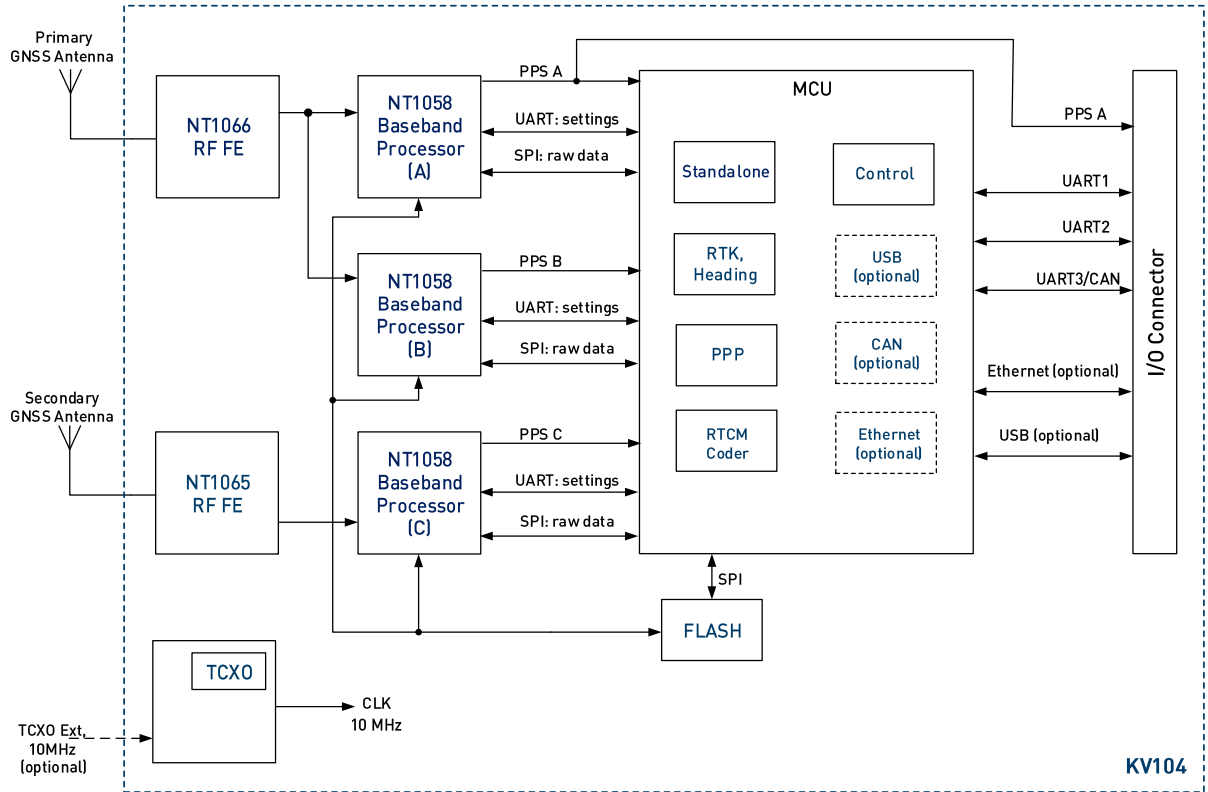 Primary
GNSS Antenna
NT1066
RF FE
NT1058
Baseband
Processor
(A)
PPS A
UART: settings
SPI: raw data
MCU
Standalone
Control
RTK,
Heading
USB
(optional)
PPP
CAN
(optional)
RTCM
Coder
Ethernet
(optional)
PPS A
UART1
UART2
UART3/CAN
Ethernet (optional)
USB (optional)
I/O Connector
NT1058
Baseband
Processor
(B)
PPS B
UART: settings
SPI: raw data
Secondary
GNSS Antenna
NT1065
RF FE
NT1058
Baseband
Processor
(C)
PPS C
UART: settings
SPI: raw data
SPI
FLASH
TCXO
CLK
10 MHz
TCXO Ext,
10MHz
(optional)
KV104